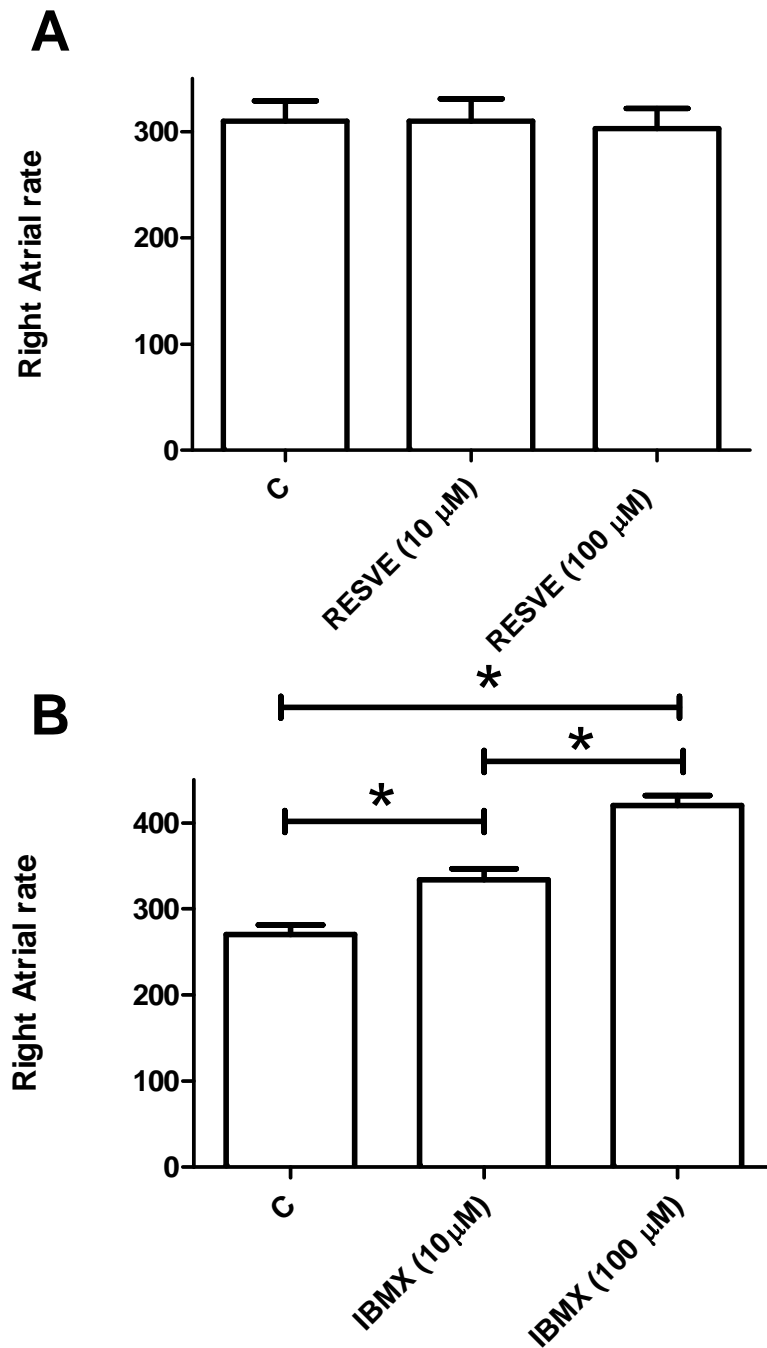 A
Right Atrial rate
300
200
100
0
C
RESVE (10 μM)
RESVE (100 μM)
B
*
*
*
Right Atrial rate
400
300
200
100
0
C
IBMX (10μM)
IBMX (100 μM)